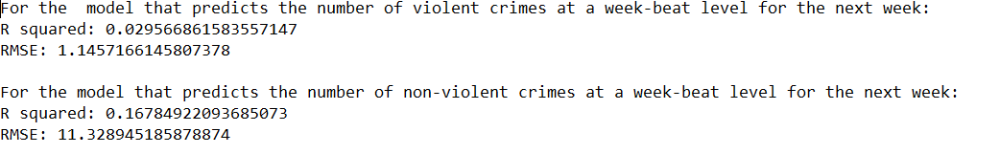 For the  model that predicts the number of violent crimes at a week-beat level for the next week:
R squared: 0.029566861583557147
RMSE: 1.1457166145807378

For the model that predicts the number of non-violent crimes at a week-beat level for the next week:
R squared: 0.16784922093685073
RMSE: 11.328945185878874